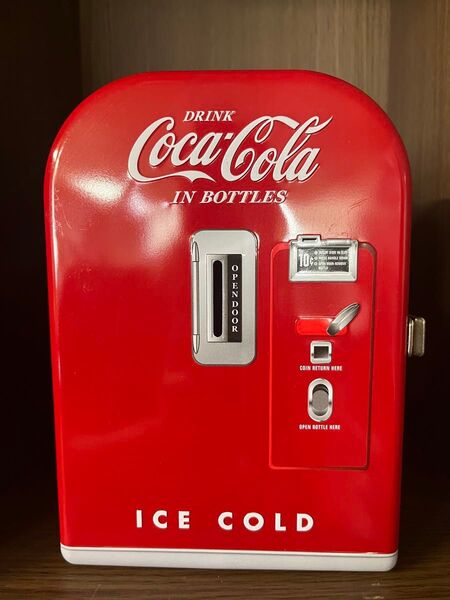 DRINK
Coca-Cola
IN BOTTLES
OPEN DOOR
10¢
COIN RETURN HERE
OPEN BOTTLE HERE
ICE COLD